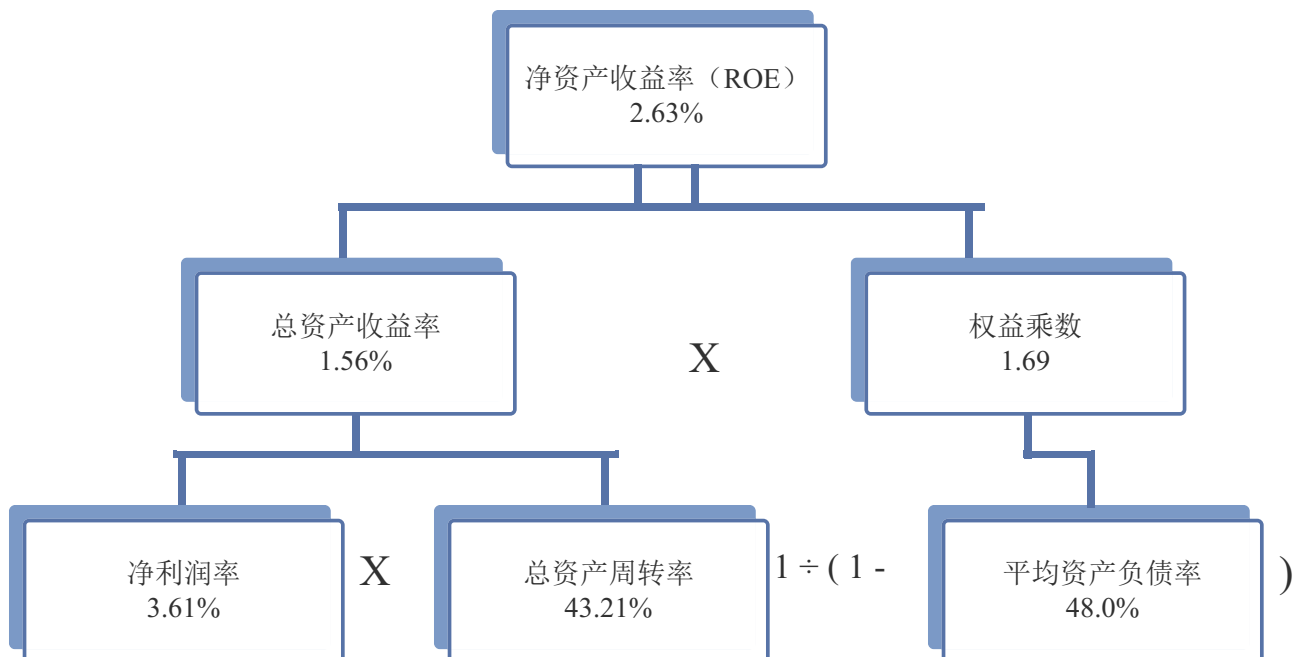 净资产收益率（ROE）
2.63%
总资产收益率
1.56%
X
权益乘数
1.69
净利润率
3.61%
X
总资产周转率
43.21%
1 ÷ ( 1 -
平均资产负债率
48.0%
)